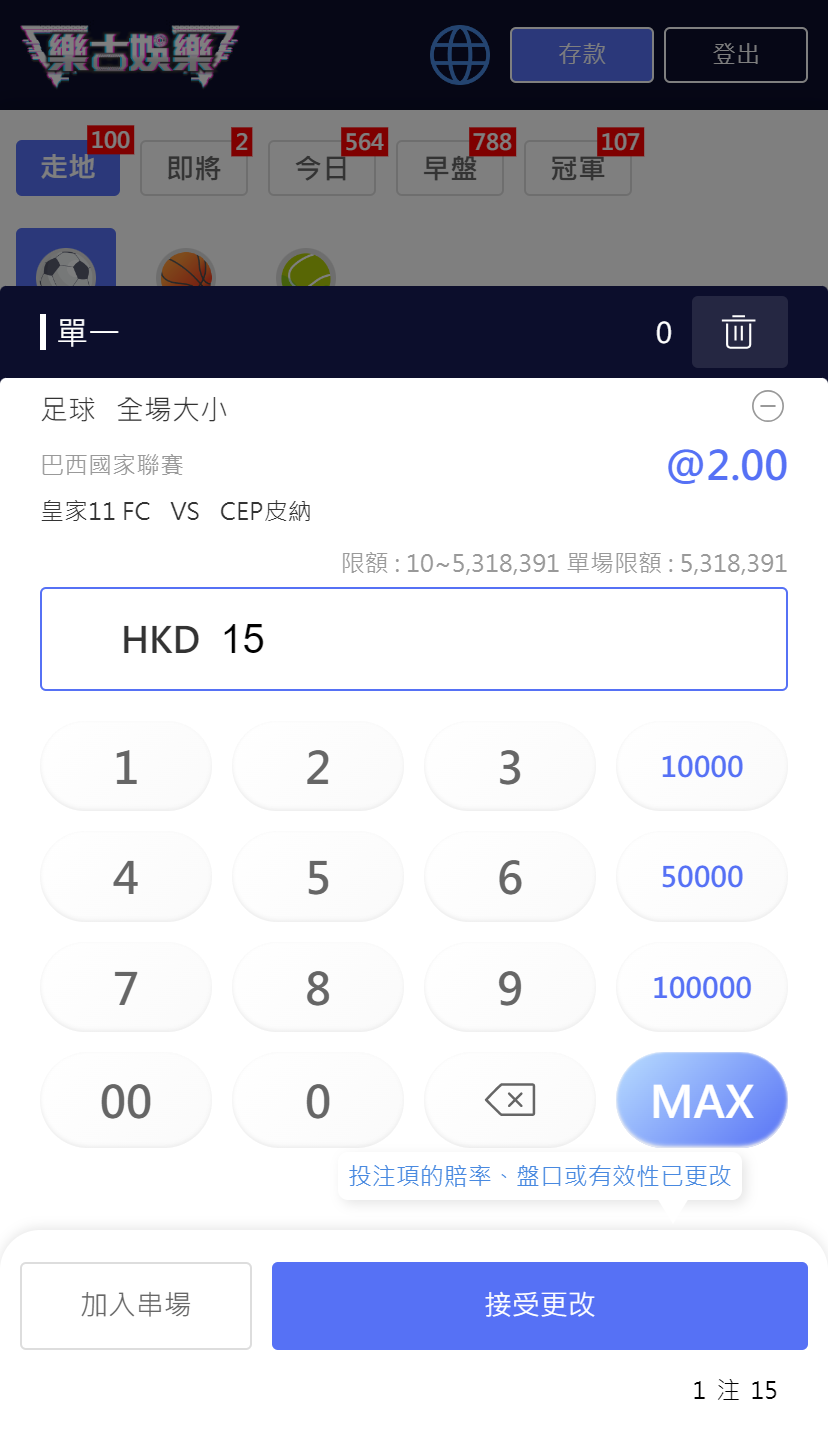 樂古娛樂
存款
登出
走地 100
即將 2
今日 564
早盤 788
冠軍 107
單一
0
足球 全場大小
巴西國家聯賽
@2.00
皇家11 FC VS CEP皮納
限額 : 10~5,318,391 單場限額 : 5,318,391
HKD 15
1 2 3 10000
4 5 6 50000
7 8 9 100000
00 0 MAX
投注項的賠率、盤口或有效性已更改
加入串場
接受更改
1 注 15